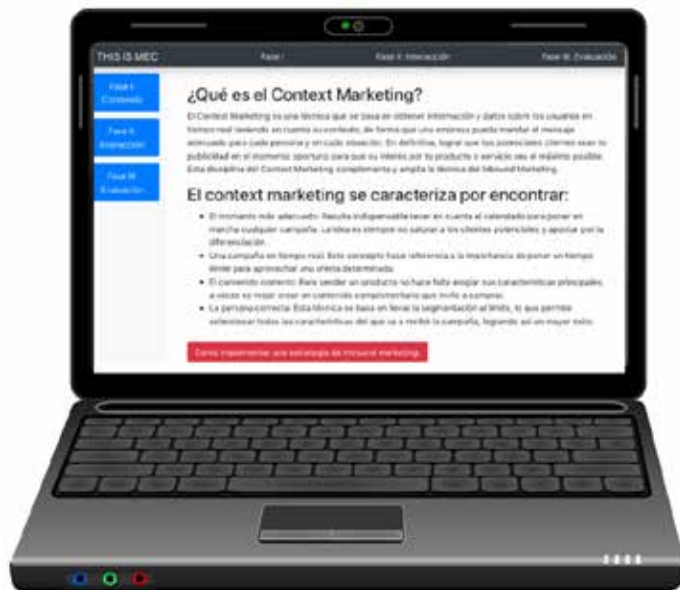 THIS IS MEC
Fase I
Fase II: Interacción
Fase III: Evaluación
Fase I:
Contenido
Fase II:
Interacción
Fase III:
Evaluación
¿Qué es el Context Marketing?
El Context Marketing es una técnica que se basa en obtener información y datos sobre los usuarios en
tiempo real teniendo en cuenta su contexto, de forma que una empresa pueda mandar el mensaje
adecuado para cada persona y en cada situación. En definitiva, lograr que tus potenciales clientes vean tu
publicidad en el momento oportuno para que su interés por tu producto o servicio sea el máximo posible.
Esta disciplina del Context Marketing complementa y amplía la técnica del Inbound Marketing.
El context marketing se caracteriza por encontrar:
El momento más adecuado: Resulta indispensable tener en cuenta el calendario para poner en
marcha cualquier campaña. La idea es siempre no saturar a los clientes potenciales y apostar por la
diferenciación.
Una campaña en tiempo real: Este concepto hace referencia a la importancia de poner un tiempo
límite para aprovechar una oferta determinada.
El contenido correcto: Para vender un producto no hace falta elogiar sus características principales,
a veces es mejor crear un contenido complementario que invite a comprar.
La persona correcta: Esta técnica se basa en llevar la segmentación al límite, lo que permite
seleccionar todas las características del que va a recibir la campaña, logrando así un mayor éxito.
Como implementar una estrategia de inbound marketing.